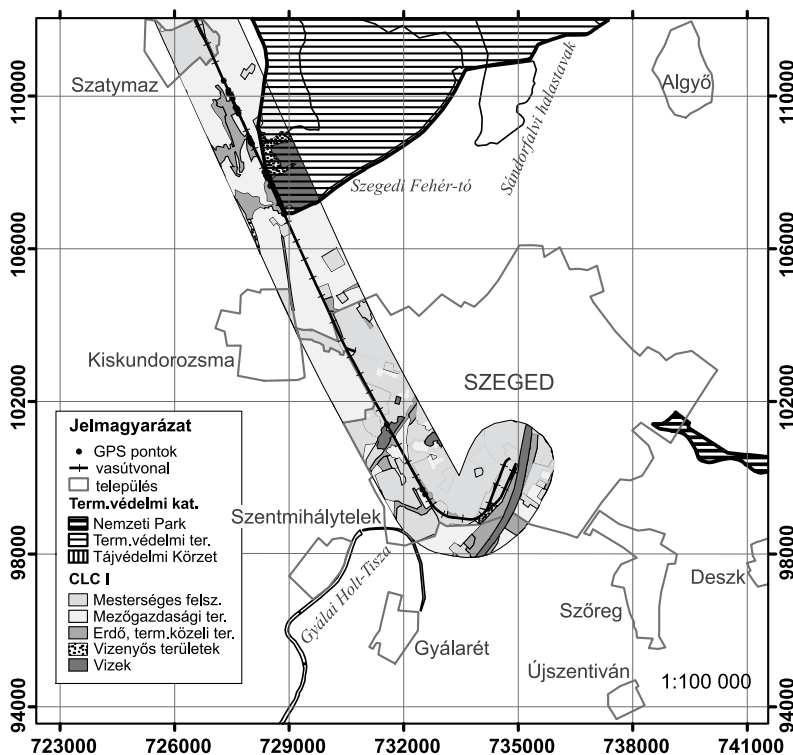 Szatymaz
Algyő
Sándorfalvi halastavak
Szegedi Fehér-tó
Kiskundorozsma
SZEGED
Jelmagyarázat
GPS pontok
vasútvonal
település
Term.védelmi kat.
Nemzeti Park
Term.védelmi ter.
Tájvédelmi Körzet
CLC I
Mesterséges felsz.
Mezőgazdasági ter.
Erdő, term.közeli ter.
Vizenyős területek
Vizek
Szentmihálytelek
Gyálai Holt-Tisza
Gyálarét
Deszk
Szőreg
Újszentiván
1:100 000
110000
106000
102000
98000
94000
110000
106000
102000
98000
94000
723000 726000 729000 732000 735000 738000 741000